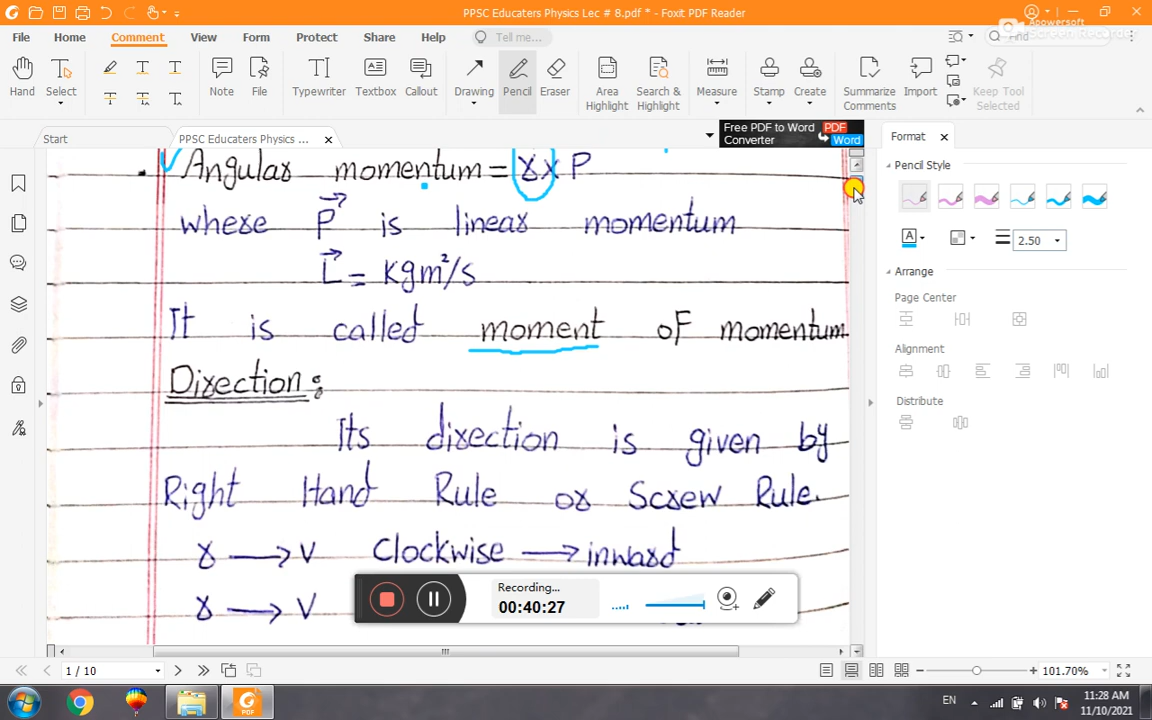 PPSC Educaters Physics Lec # 8.pdf * - Foxit PDF Reader
Apowersoft
Screen Recorder
File Home Comment View Form Protect Share Help Tell me... Find
Hand Select Note File Typewriter Textbox Callout Drawing Pencil Eraser Area Highlight Search & Highlight Measure Stamp Create Summarize Comments Import Keep Tool Selected
Start PPSC Educaters Physics ... Free PDF to Word Converter PDF Word Format
Angular momentum = r x P
where P is linear momentum
L = Kgm²/s
It is called moment of momentum
Direction:
Its direction is given by
Right Hand Rule or Screw Rule.
r → V Clockwise → inward
r → V
Pencil Style
2.50
Arrange
Page Center
Alignment
Distribute
Recording...
00:40:27
1 / 10 101.70%
PDF
EN 11:28 AM
11/10/2021